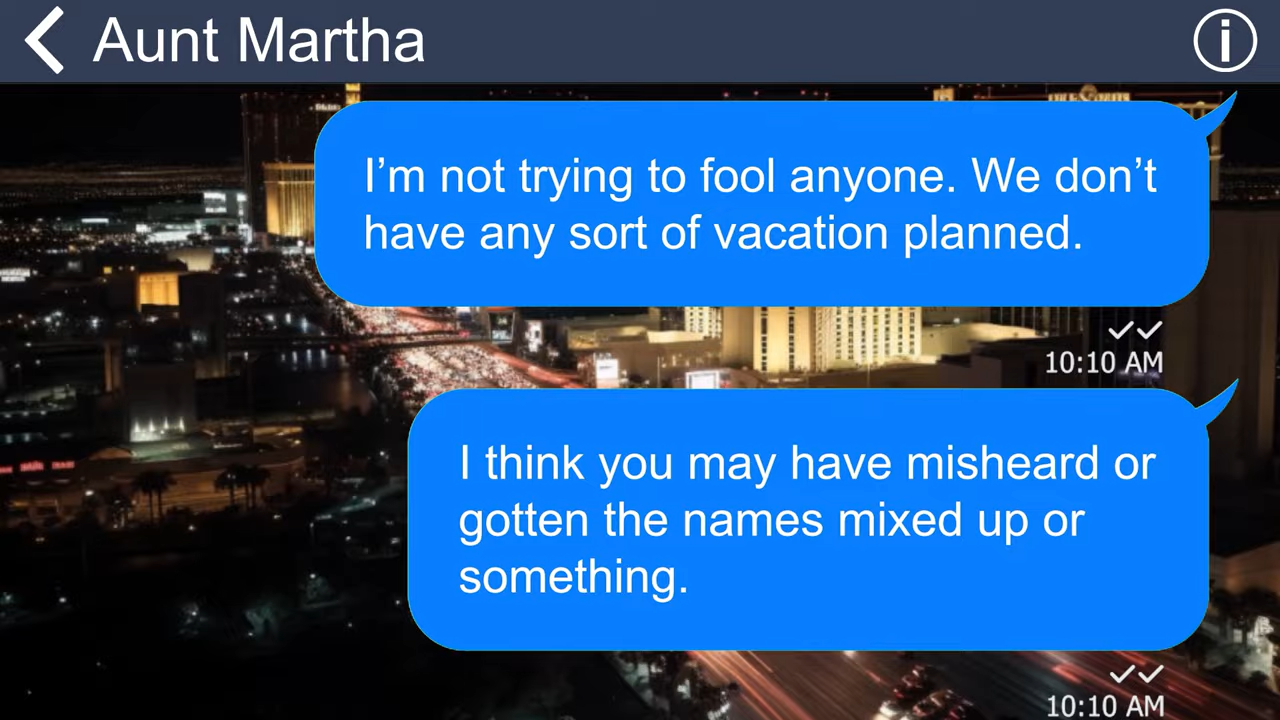 Aunt Martha
I’m not trying to fool anyone. We don’t
have any sort of vacation planned.
10:10 AM
I think you may have misheard or
gotten the names mixed up or
something.
10:10 AM